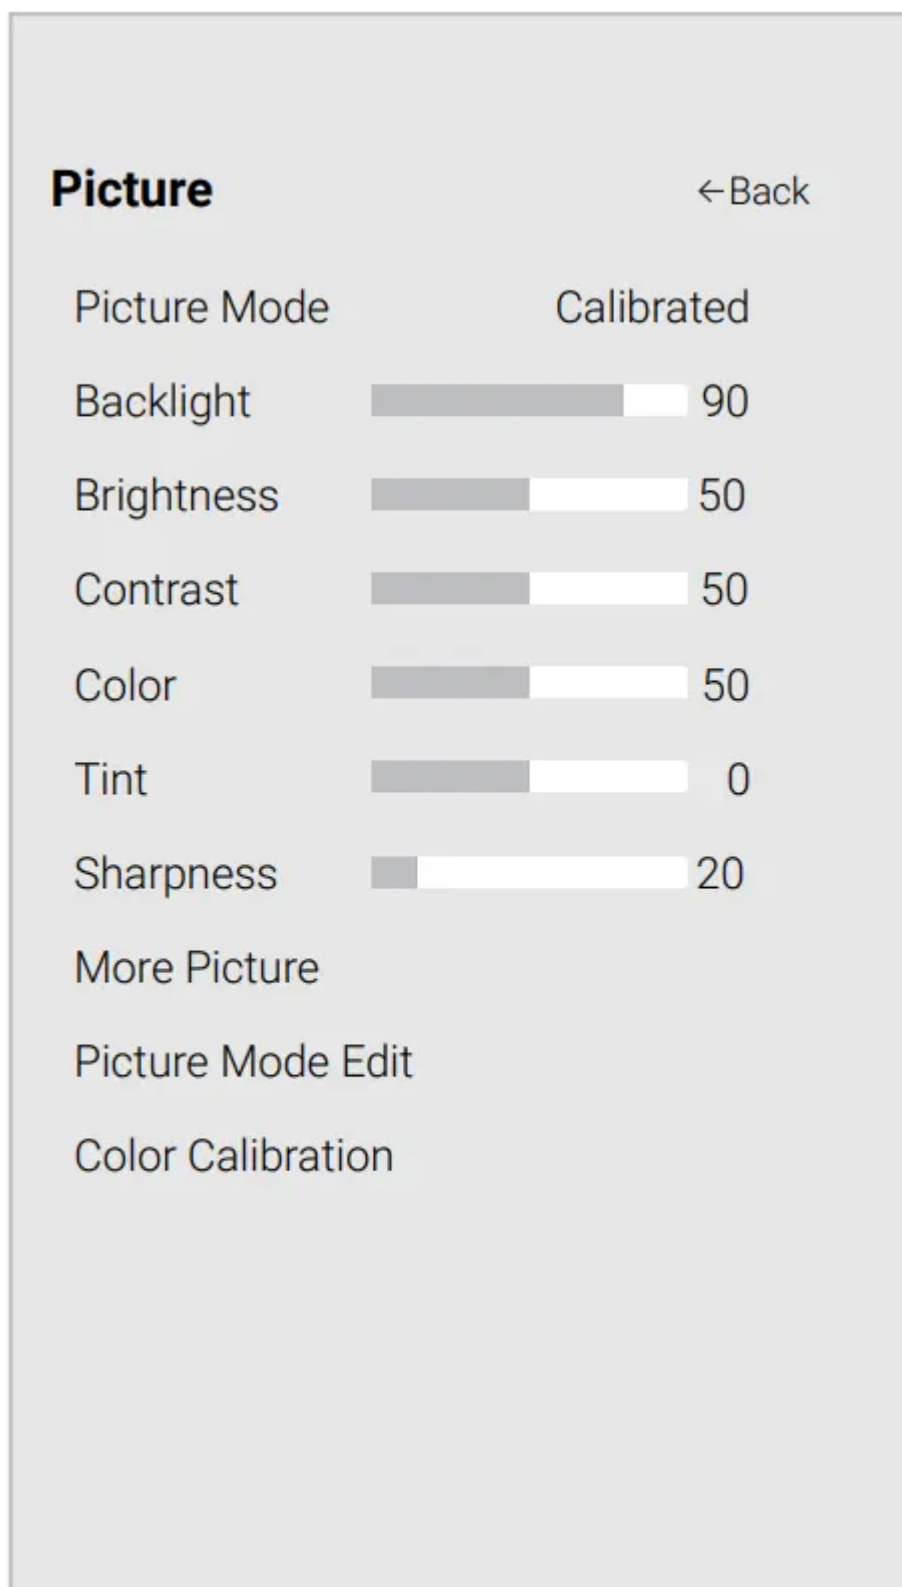 Picture ←Back
Picture Mode Calibrated
Backlight 90
Brightness 50
Contrast 50
Color 50
Tint 0
Sharpness 20
More Picture
Picture Mode Edit
Color Calibration